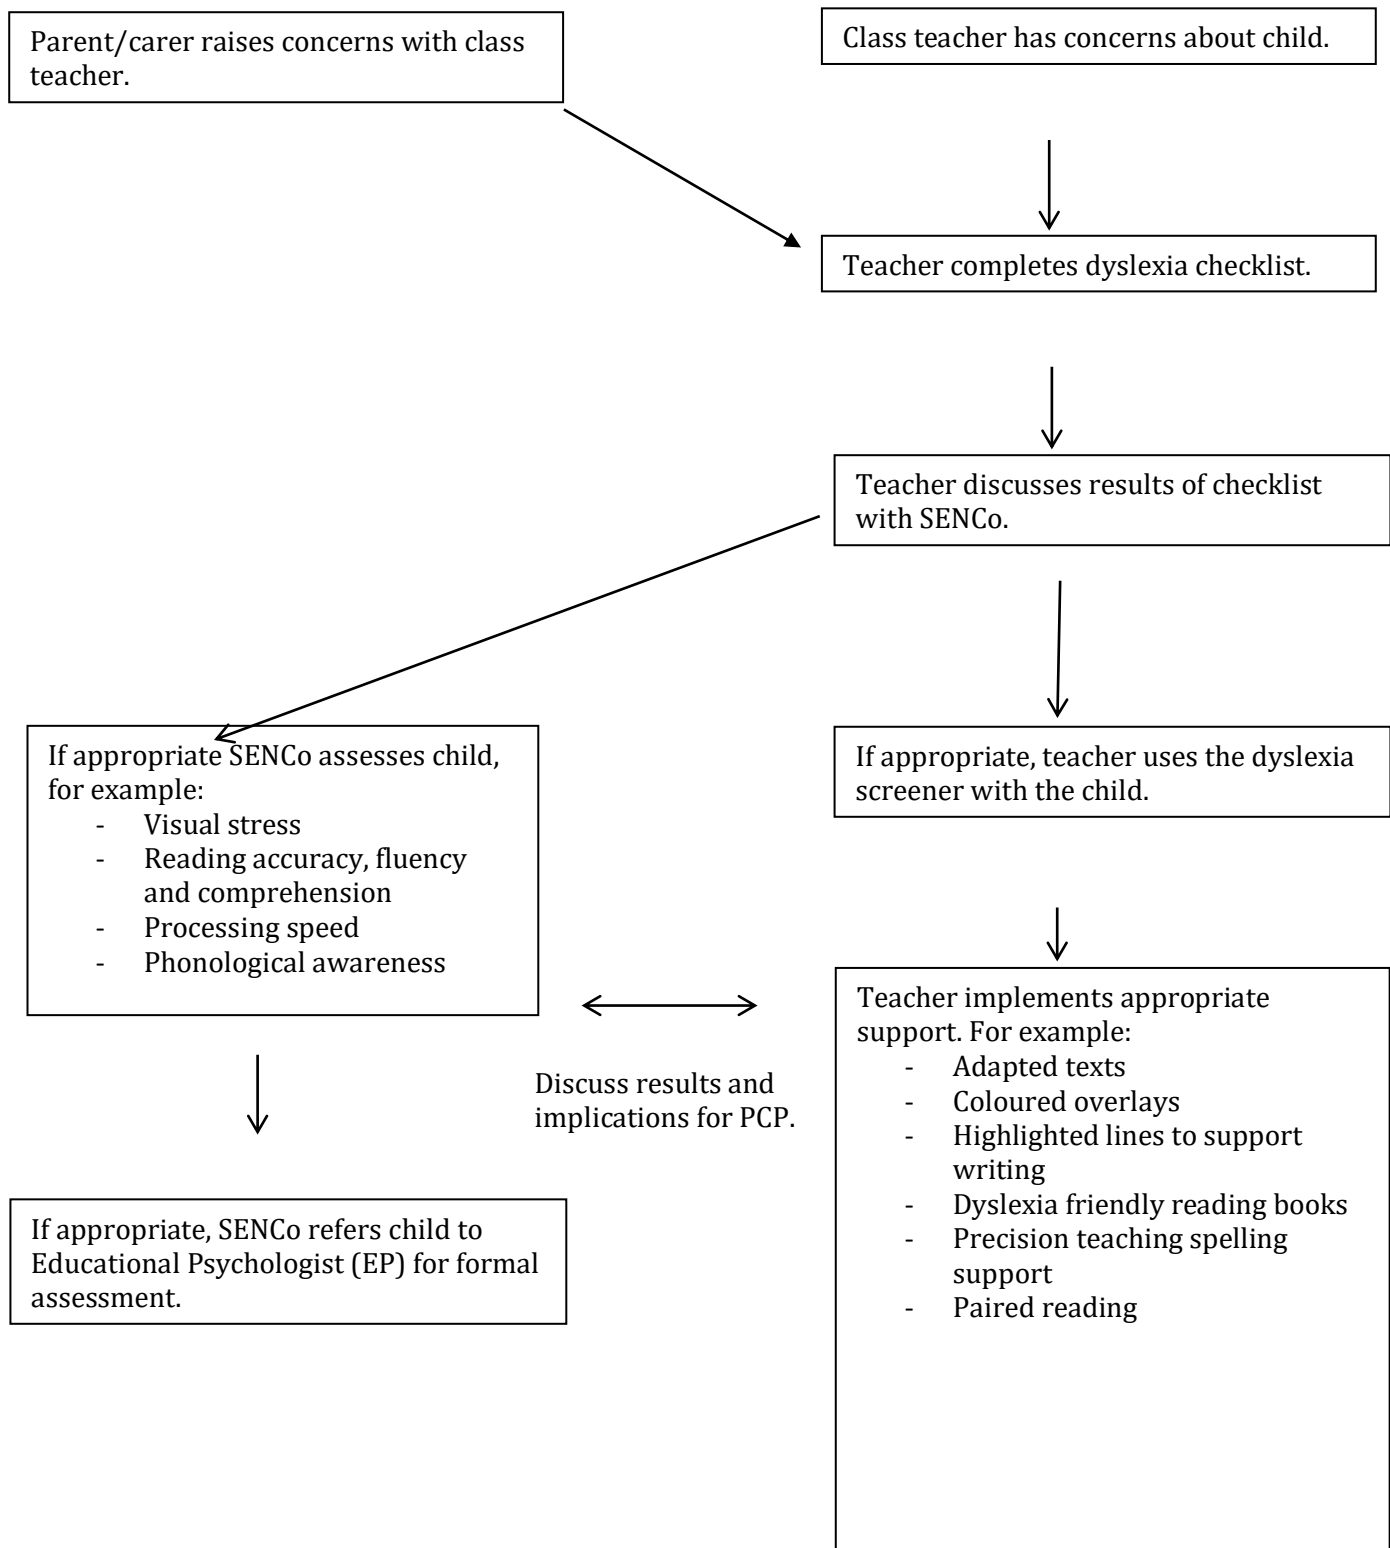 Parent/carer raises concerns with class
teacher.
Class teacher has concerns about child.
Teacher completes dyslexia checklist.
Teacher discusses results of checklist
with SENCo.
If appropriate SENCo assesses child,
for example:
- Visual stress
- Reading accuracy, fluency
and comprehension
- Processing speed
- Phonological awareness
If appropriate, teacher uses the dyslexia
screener with the child.
Discuss results and
implications for PCP.
Teacher implements appropriate
support. For example:
- Adapted texts
- Coloured overlays
- Highlighted lines to support
writing
- Dyslexia friendly reading books
- Precision teaching spelling
support
- Paired reading
If appropriate, SENCo refers child to
Educational Psychologist (EP) for formal
assessment.